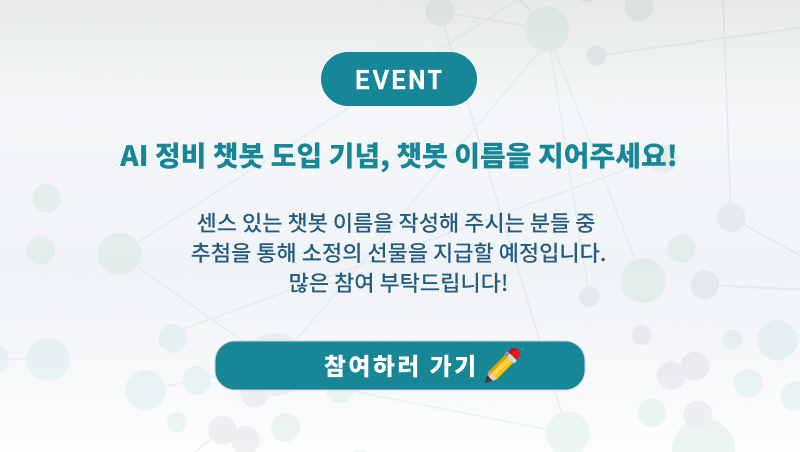 EVENT
AI 정비 챗봇 도입 기념, 챗봇 이름을 지어주세요!
센스 있는 챗봇 이름을 작성해 주시는 분들 중
추첨을 통해 소정의 선물을 지급할 예정입니다.
많은 참여 부탁드립니다!
참여하러 가기